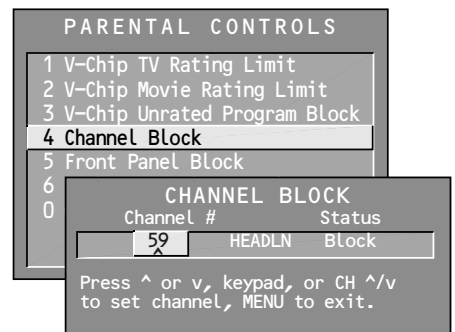 PARENTAL CONTROLS
1 V-Chip TV Rating Limit
2 V-Chip Movie Rating Limit
3 V-Chip Unrated Program Block
4 Channel Block
5 Front Panel Block
6
0
CHANNEL BLOCK
Channel # Status
59 HEADLN Block
Press ^ or v, keypad, or CH ^/v
to set channel, MENU to exit.